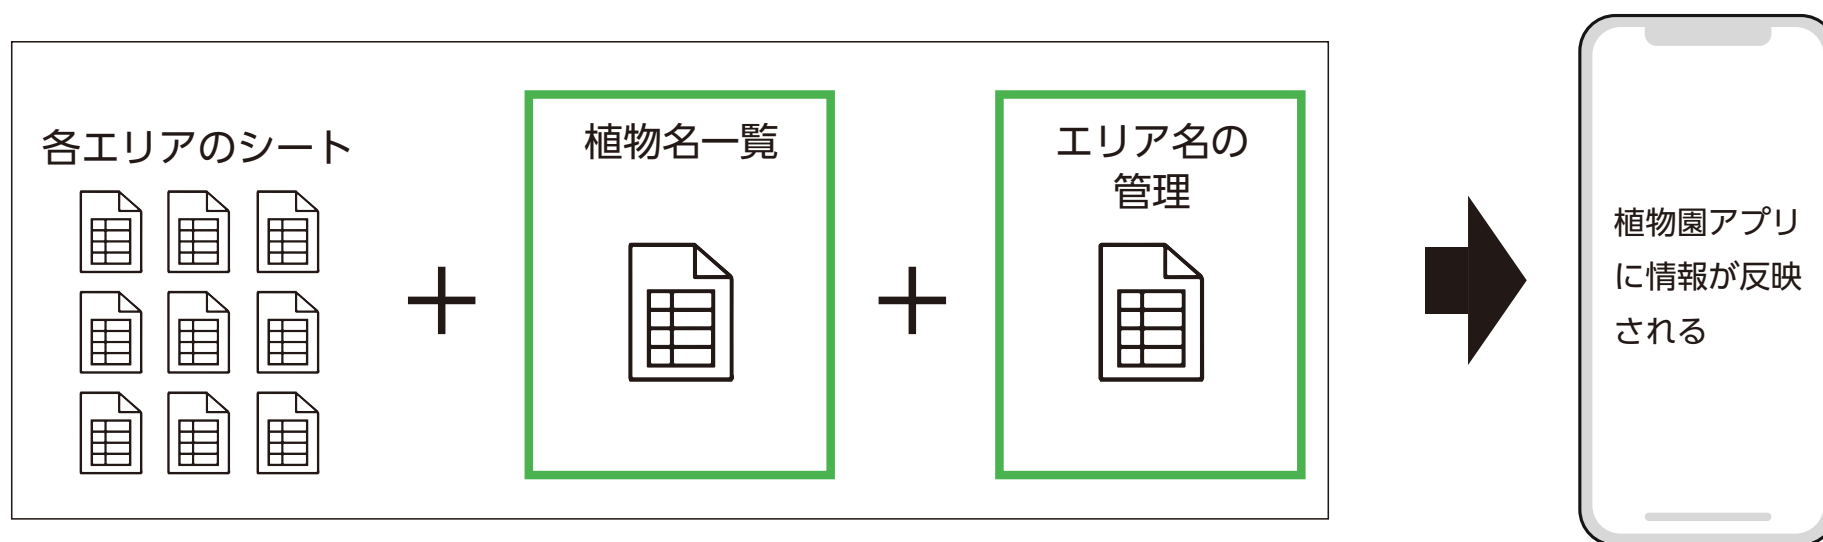 各エリアのシート
植物名一覧
エリア名の
管理
植物園アプリ
に情報が反映
される